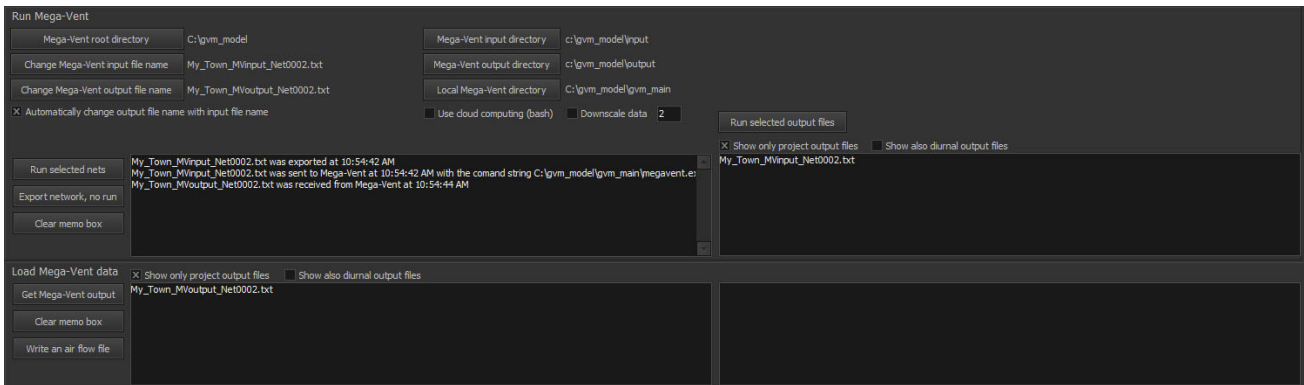 Run Mega-Vent
Mega-Vent root directory C:\gvm_model Mega-Vent input directory c:\gvm_model\input
Change Mega-Vent input file name My_Town_MVinput_Net0002.txt Mega-Vent output directory c:\gvm_model\output
Change Mega-Vent output file name My_Town_MVoutput_Net0002.txt Local Mega-Vent directory C:\gvm_model\gvm_main
Automatically change output file name with input file name Use cloud computing (bash) Downscale data 2
Run selected output files
Show only project output files Show also diurnal output files
Run selected nets
Export network, no run
Clear memo box
My_Town_MVinput_Net0002.txt was exported at 10:54:42 AM
My_Town_MVinput_Net0002.txt was sent to Mega-Vent at 10:54:42 AM with the comand string C:\gvm_model\gvm_main\megavent.ex
My_Town_MVoutput_Net0002.txt was received from Mega-Vent at 10:54:44 AM
My_Town_MVinput_Net0002.txt
Load Mega-Vent data Show only project output files Show also diurnal output files
Get Mega-Vent output
Clear memo box
Write an air flow file
My_Town_MVoutput_Net0002.txt